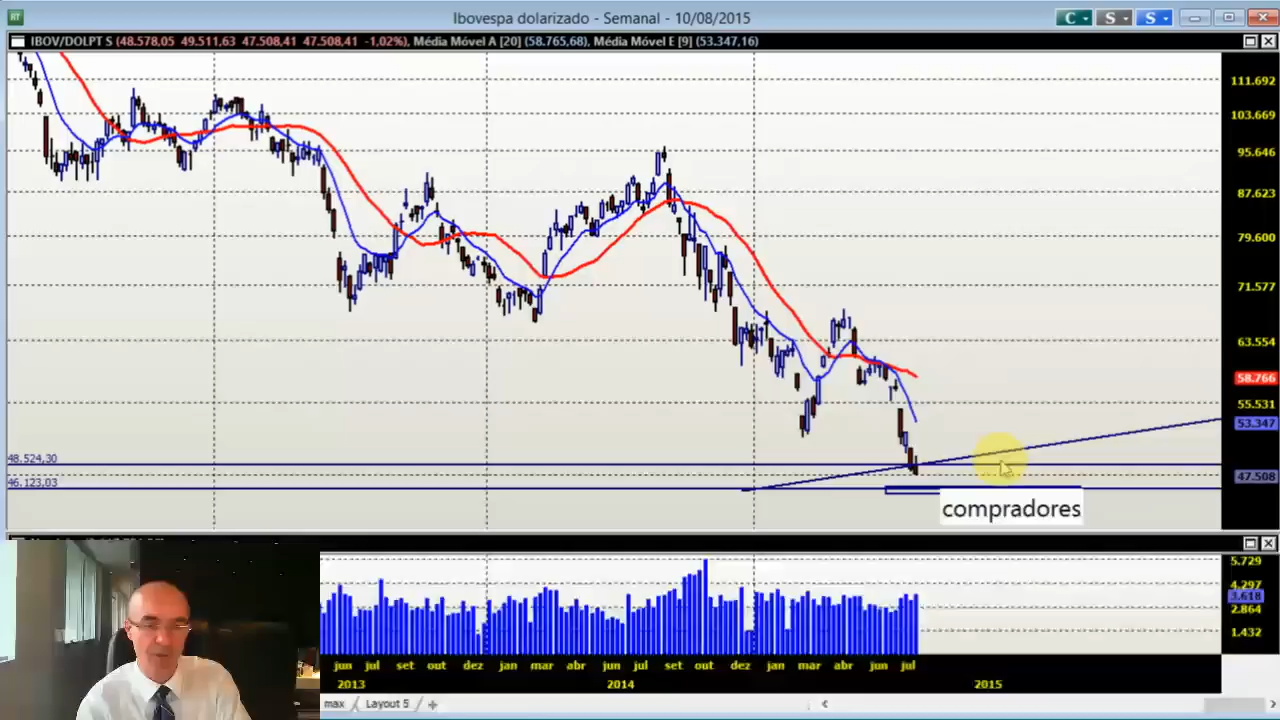 Ibovespa dolarizado - Semanal - 10/08/2015
C S S
IBOV/DOLPT S (48.578,05 49.511,63 47.508,41 47.508,41 -1,02%), Média Móvel A [20] (58.765,68), Média Móvel E [9] (53.347,16)
111.692
103.669
95.646
87.623
79.600
71.577
63.554
58.766
55.531
53.347
48.524,30
47.508
46.123,03
compradores
5.729
4.297
3.618
2.864
1.432
jun jul set out dez jan mar abr jun jul set out dez jan mar abr jun jul
2013 2014 2015
max Layout 5